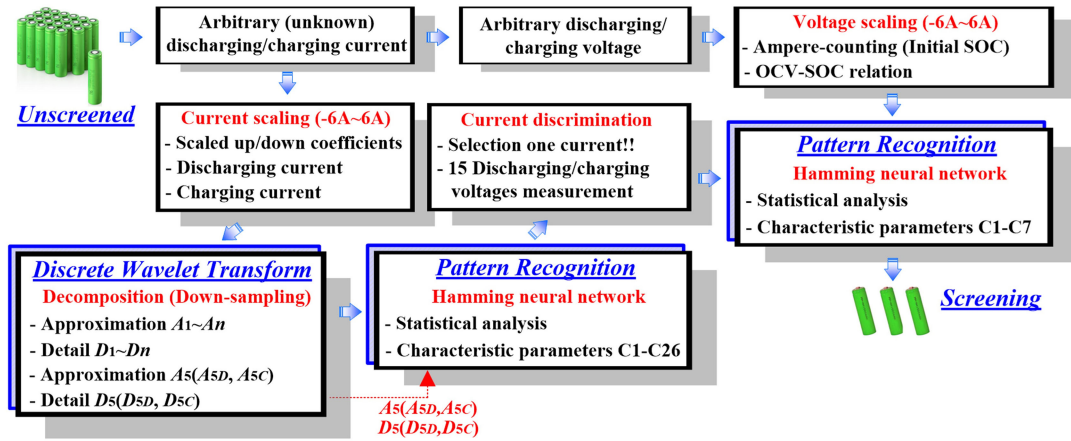 Unscreened
Arbitrary (unknown)
discharging/charging current
Arbitrary discharging/
charging voltage
Voltage scaling (-6A~6A)
- Ampere-counting (Initial SOC)
- OCV-SOC relation
Current scaling (-6A~6A)
- Scaled up/down coefficients
- Discharging current
- Charging current
Current discrimination
- Selection one current!!
- 15 Discharging/charging
voltages measurement
Pattern Recognition
Hamming neural network
- Statistical analysis
- Characteristic parameters C1-C7
Discrete Wavelet Transform
Decomposition (Down-sampling)
- Approximation A1~An
- Detail D1~Dn
- Approximation A5(A5D, A5C)
- Detail D5(D5D, D5C)
Pattern Recognition
Hamming neural network
- Statistical analysis
- Characteristic parameters C1-C26
A5(A5D,A5C)
D5(D5D,D5C)
Screening